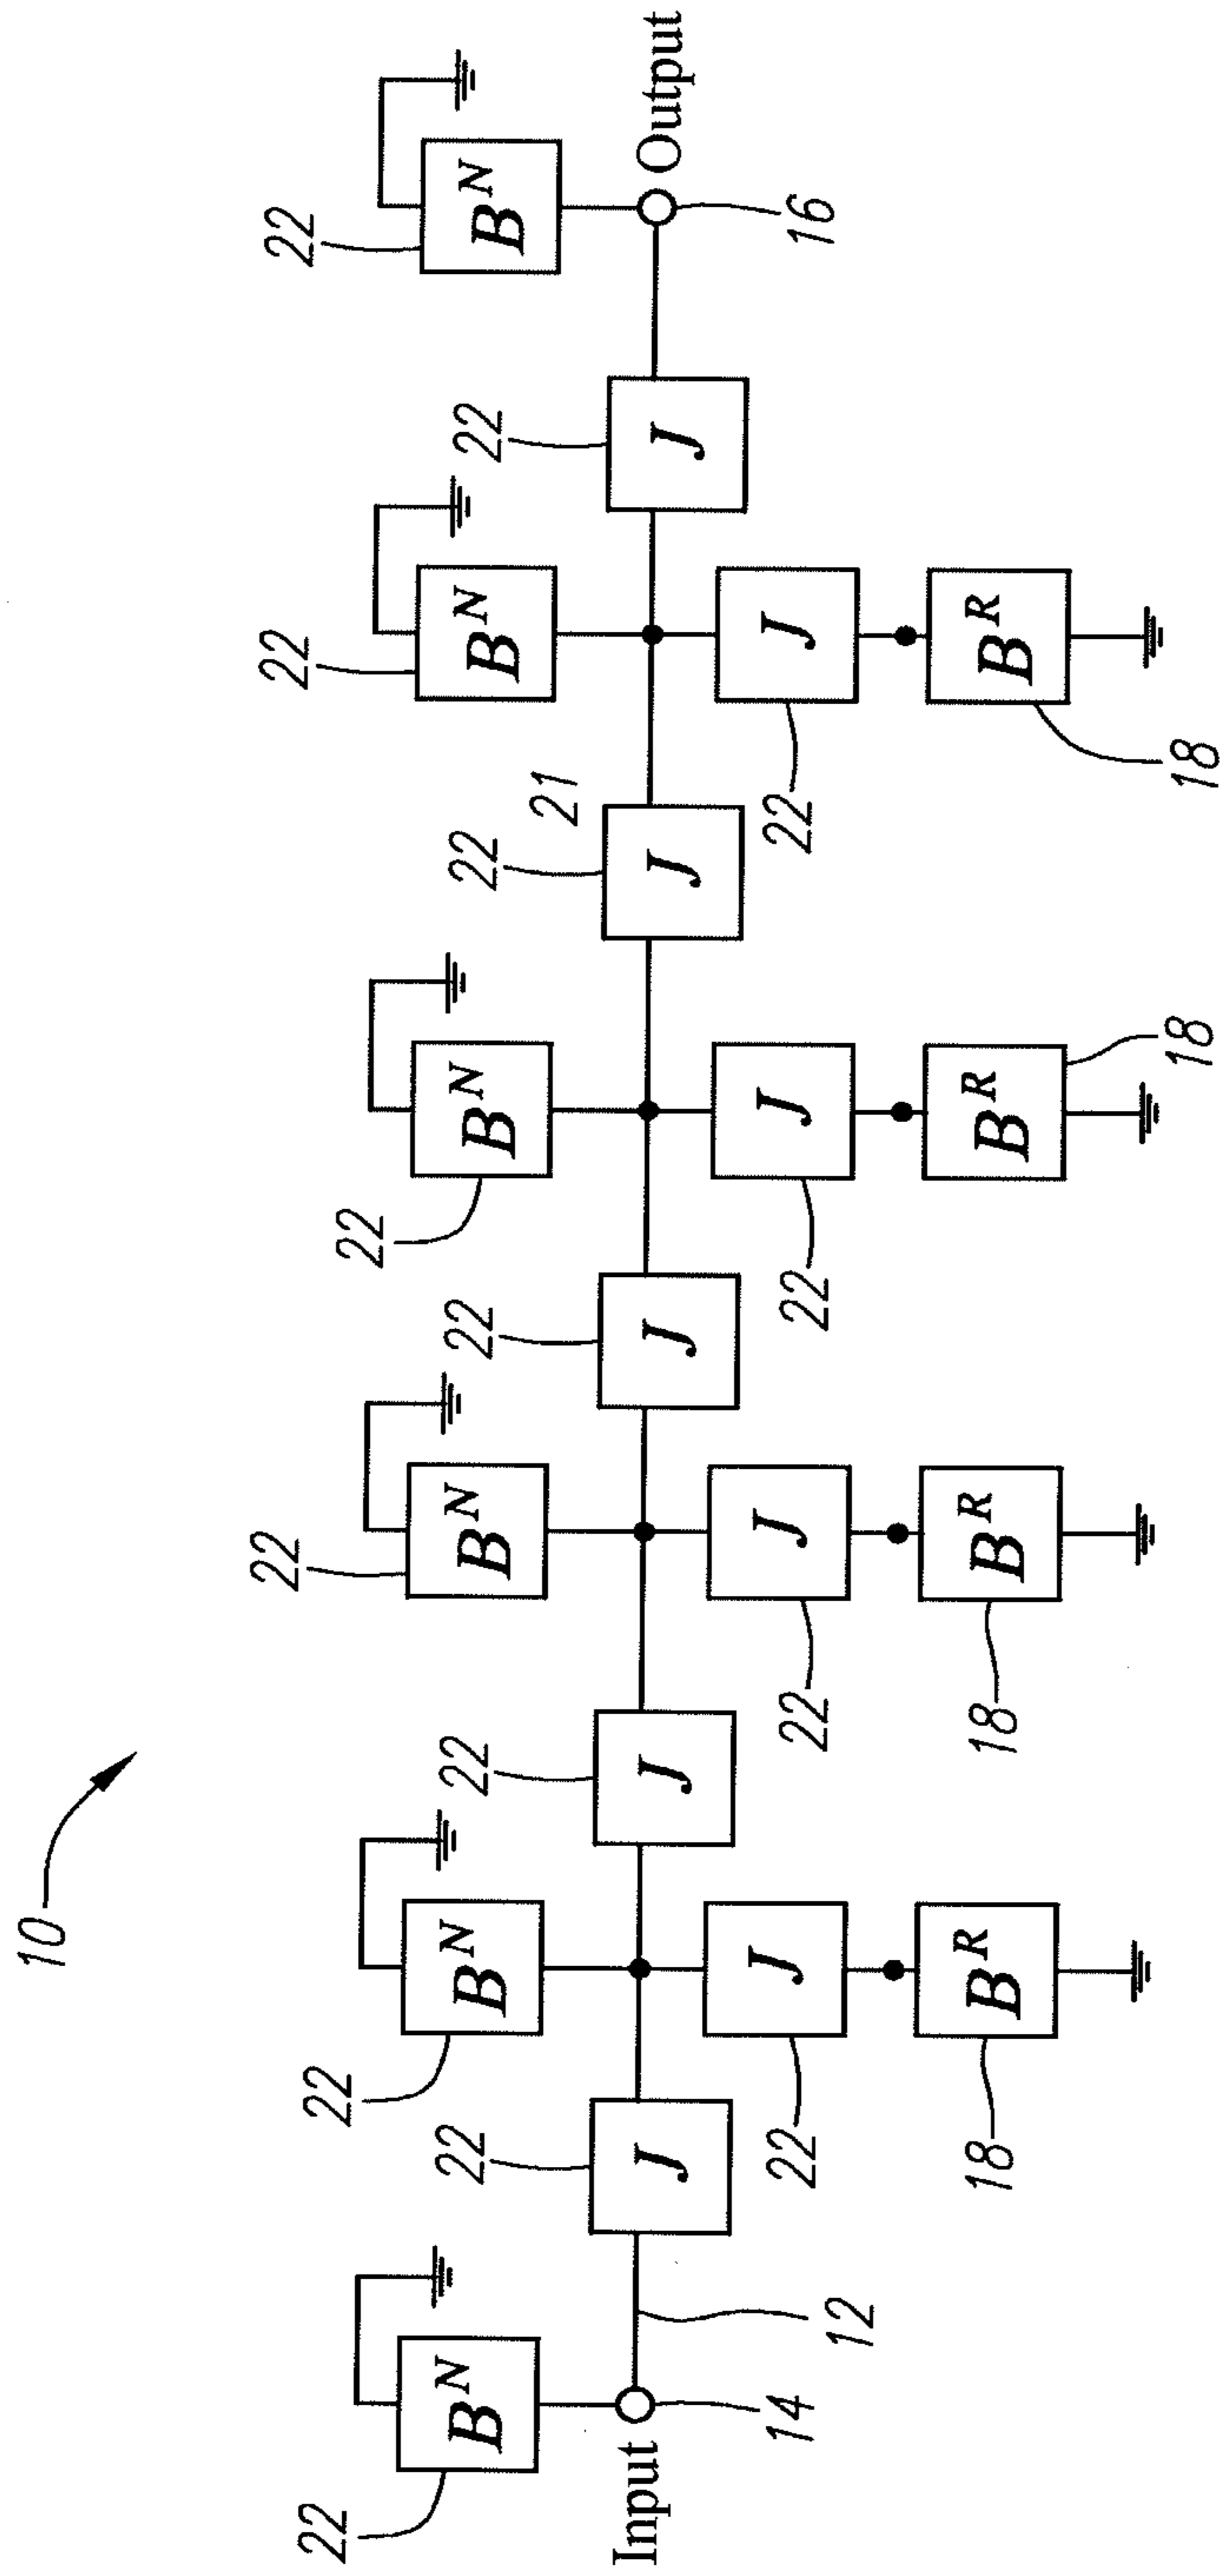 10
22 22 22 22 22 22
B^N B^N B^N B^N B^N B^N
22 22 22 22 22
21
Input J J J J J Output
14 12 16
J J J J
22 22 22 22
B^R B^R B^R B^R
18 18 18 18